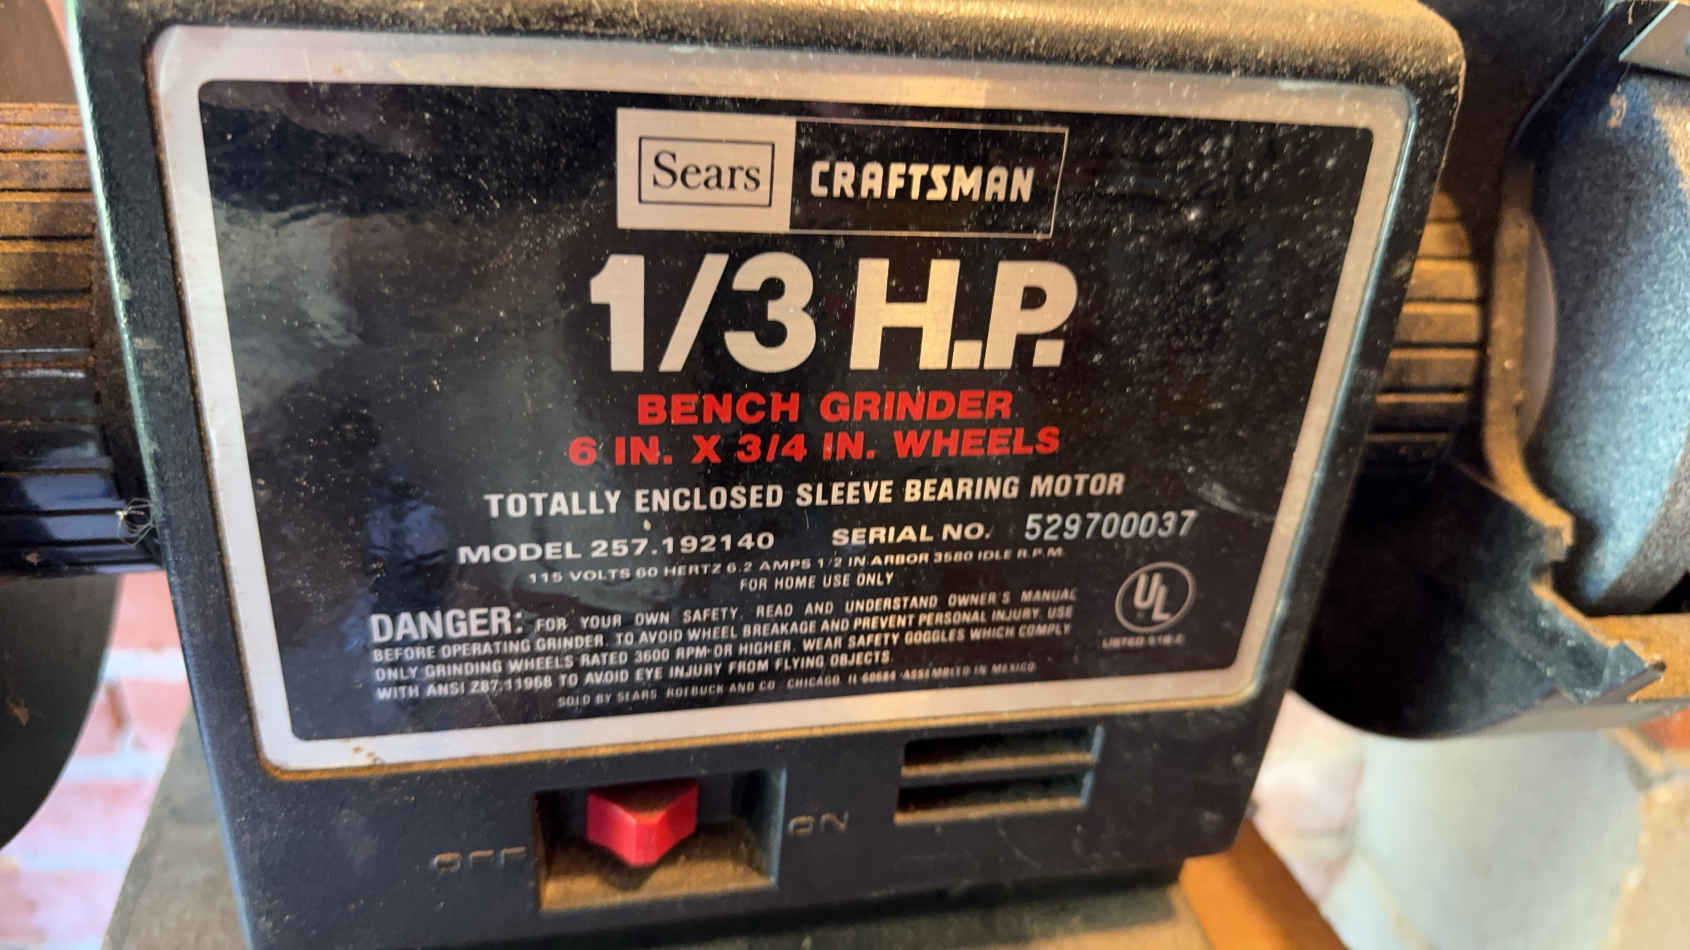 Sears CRAFTSMAN
1/3 H.P.
BENCH GRINDER
6 IN. X 3/4 IN. WHEELS
TOTALLY ENCLOSED SLEEVE BEARING MOTOR
MODEL 257.192140 SERIAL NO. 529700037
115 VOLTS 60 HERTZ 6.2 AMPS 1/2 IN ARBOR 3580 IDLE R.P.M.
FOR HOME USE ONLY
DANGER: FOR YOUR OWN SAFETY, READ AND UNDERSTAND OWNER'S MANUAL
BEFORE OPERATING GRINDER. TO AVOID WHEEL BREAKAGE AND PREVENT PERSONAL INJURY, USE
ONLY GRINDING WHEELS RATED 3600 RPM OR HIGHER. WEAR SAFETY GOGGLES WHICH COMPLY
WITH ANSI Z87.1 1968 TO AVOID EYE INJURY FROM FLYING OBJECTS.
SOLD BY SEARS, ROEBUCK AND CO. CHICAGO, IL 60684 ASSEMBLED IN MEXICO
UL
LISTED
OFF ON